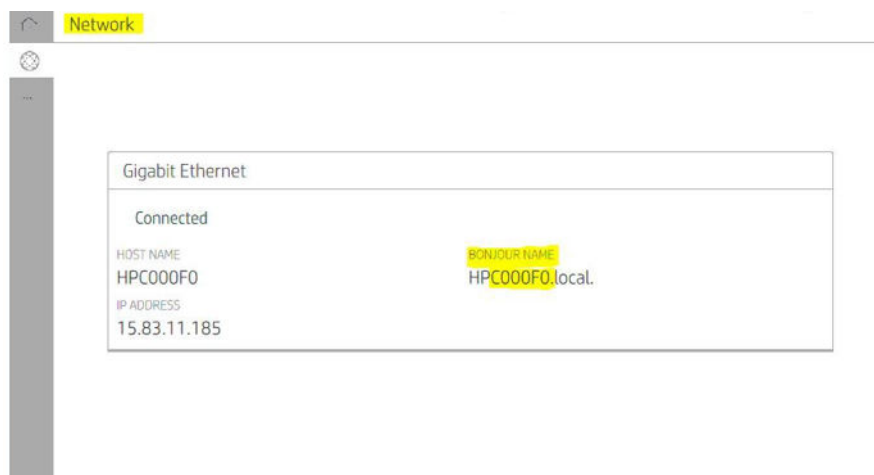 Network
Gigabit Ethernet
Connected
HOST NAME
HPC000F0
BONJOUR NAME
HPC000F0.local.
IP ADDRESS
15.83.11.185